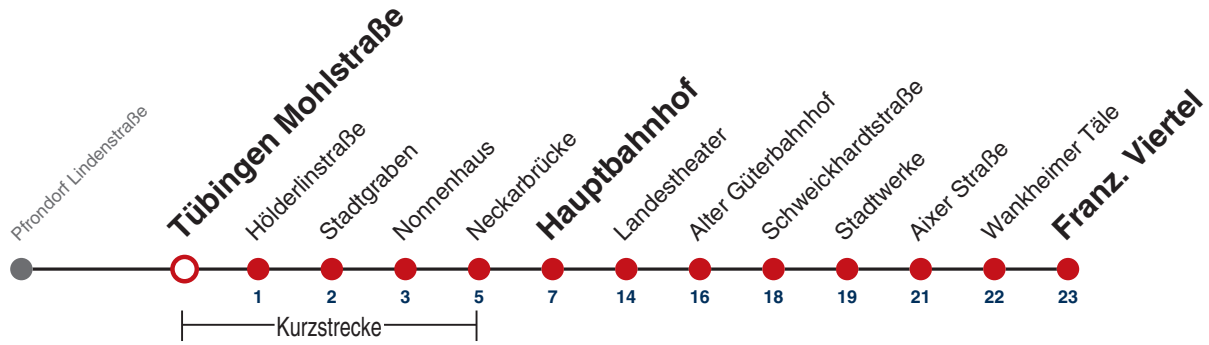 Pfrondorf Lindenstraße
Tübingen Mohlstraße
Hölderlinstraße
Stadtgraben
Nonnenhaus
Neckarbrücke
Hauptbahnhof
Landestheater
Alter Güterbahnhof
Schweickhardtstraße
Stadtwerke
Aixer Straße
Wankheimer Täle
Franz. Viertel
1 2 3 5 7 14 16 18 19 21 22 23
Kurzstrecke